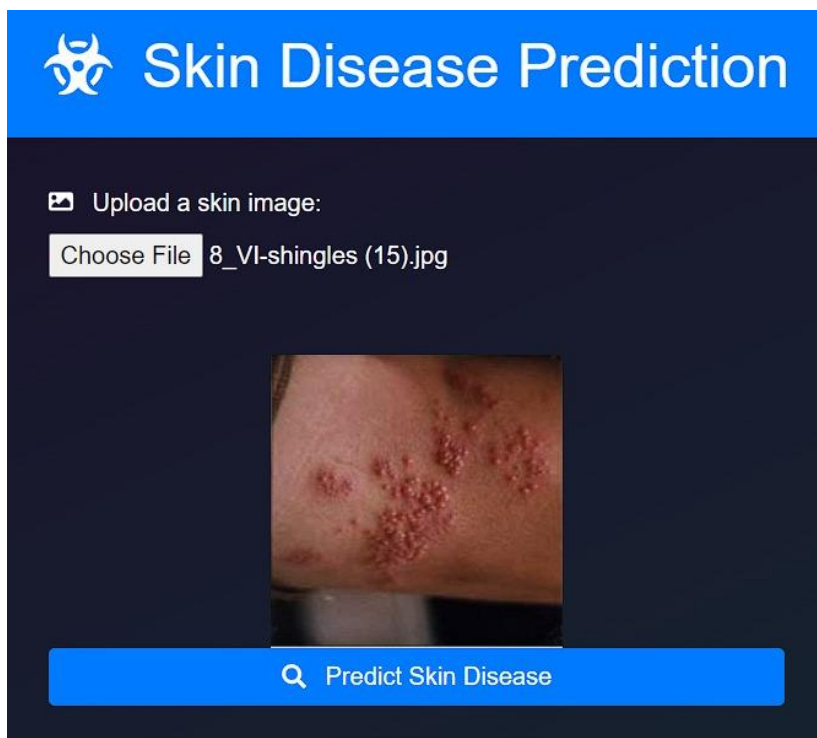 Skin Disease Prediction
Upload a skin image:
Choose File 8_VI-shingles (15).jpg
Predict Skin Disease